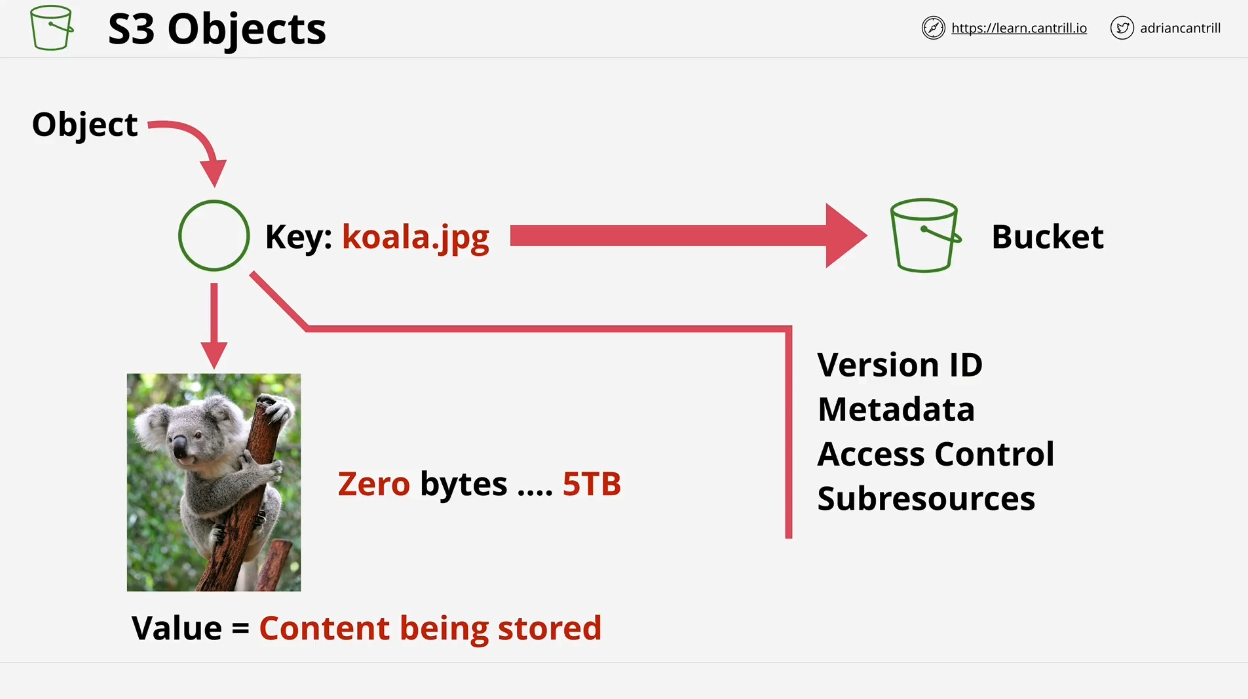 S3 Objects
https://learn.cantrill.io
adriancantrill
Object
Key: koala.jpg
Bucket
Version ID
Metadata
Access Control
Subresources
Zero bytes .... 5TB
Value = Content being stored